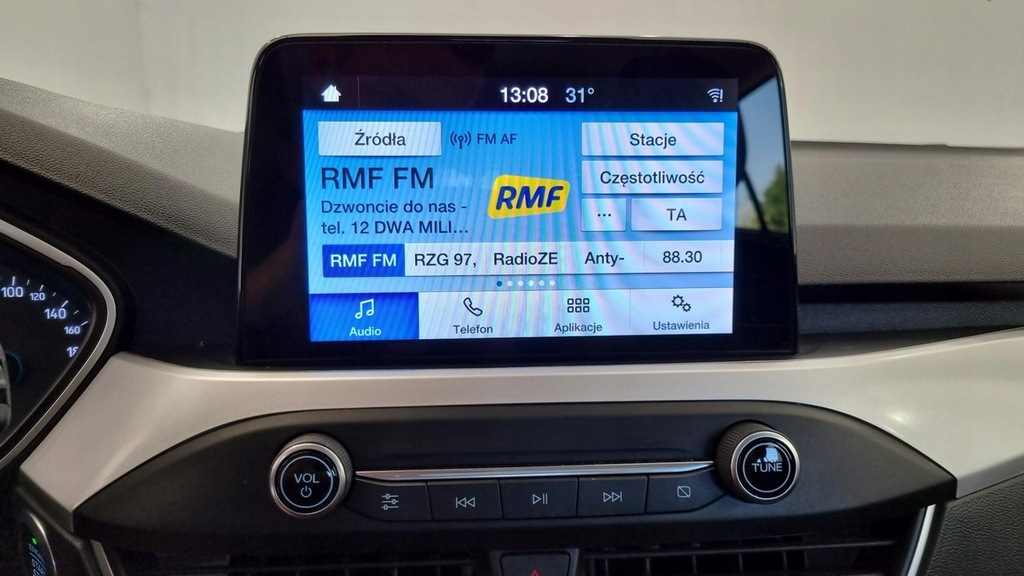 13:08 31°
Źródła FM AF Stacje
RMF FM RMF Częstotliwość
Dzwoncie do nas -
tel. 12 DWA MILI... ... TA
RMF FM RZG 97, RadioZE Anty- 88.30
Audio Telefon Aplikacje Ustawienia
100 120
140
160
VOL TUNE